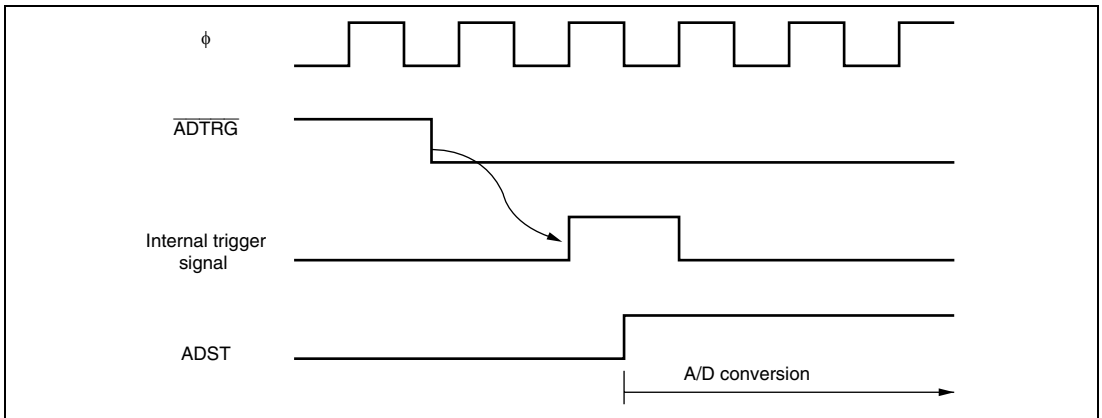 ϕ
ADTRG
Internal trigger
signal
ADST
A/D conversion